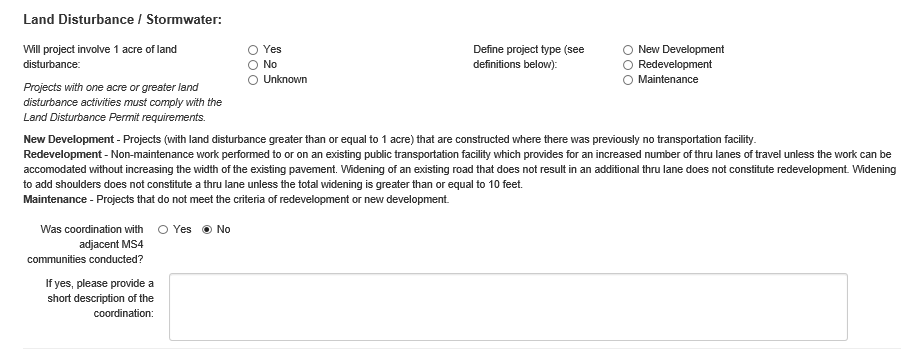 Land Disturbance / Stormwater:
Will project involve 1 acre of land
disturbance:
Yes
No
Unknown
Projects with one acre or greater land
disturbance activities must comply with the
Land Disturbance Permit requirements.
Define project type (see
definitions below):
New Development
Redevelopment
Maintenance
New Development - Projects (with land disturbance greater than or equal to 1 acre) that are constructed where there was previously no transportation facility.
Redevelopment - Non-maintenance work performed to or on an existing public transportation facility which provides for an increased number of thru lanes of travel unless the work can be
accomodated without increasing the width of the existing pavement. Widening of an existing road that does not result in an additional thru lane does not constitute redevelopment. Widening
to add shoulders does not constitute a thru lane unless the total widening is greater than or equal to 10 feet.
Maintenance - Projects that do not meet the criteria of redevelopment or new development.
Was coordination with
adjacent MS4
communities conducted?
Yes No
If yes, please provide a
short description of the
coordination: